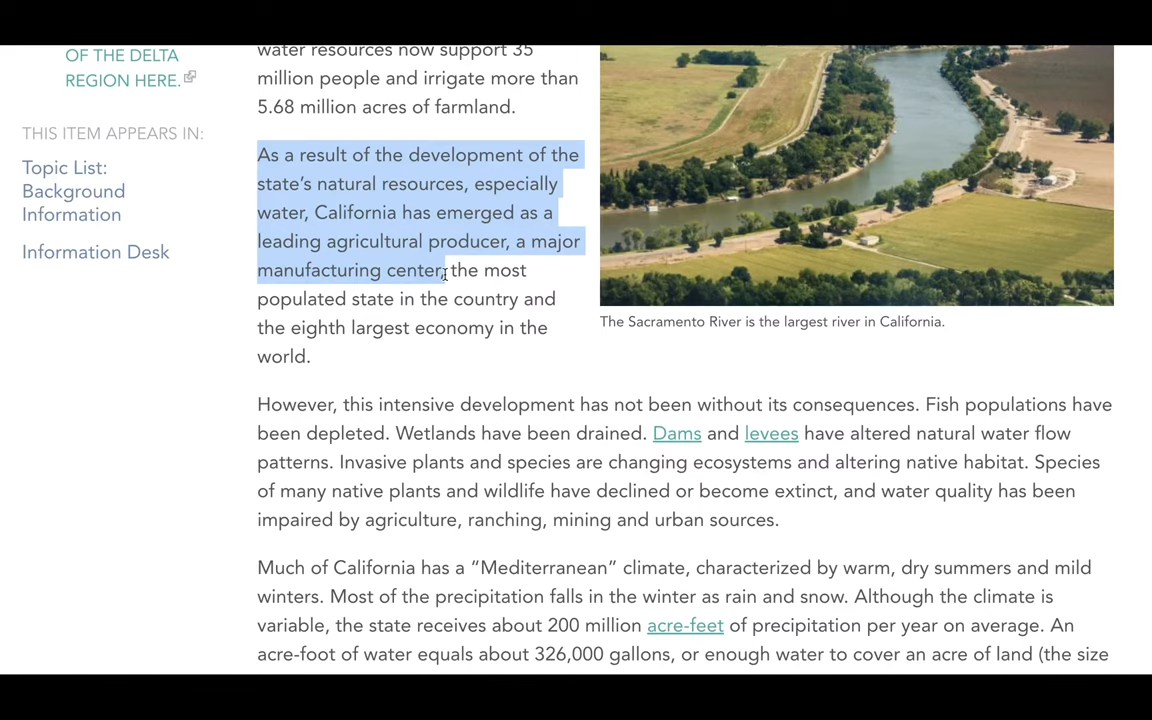 OF THE DELTA
REGION HERE.
THIS ITEM APPEARS IN:
Topic List:
Background
Information
Information Desk
water resources now support 35
million people and irrigate more than
5.68 million acres of farmland.
As a result of the development of the
state’s natural resources, especially
water, California has emerged as a
leading agricultural producer, a major
manufacturing center, the most
populated state in the country and
the eighth largest economy in the
world.
The Sacramento River is the largest river in California.
However, this intensive development has not been without its consequences. Fish populations have
been depleted. Wetlands have been drained. Dams and levees have altered natural water flow
patterns. Invasive plants and species are changing ecosystems and altering native habitat. Species
of many native plants and wildlife have declined or become extinct, and water quality has been
impaired by agriculture, ranching, mining and urban sources.
Much of California has a “Mediterranean” climate, characterized by warm, dry summers and mild
winters. Most of the precipitation falls in the winter as rain and snow. Although the climate is
variable, the state receives about 200 million acre-feet of precipitation per year on average. An
acre-foot of water equals about 326,000 gallons, or enough water to cover an acre of land (the size